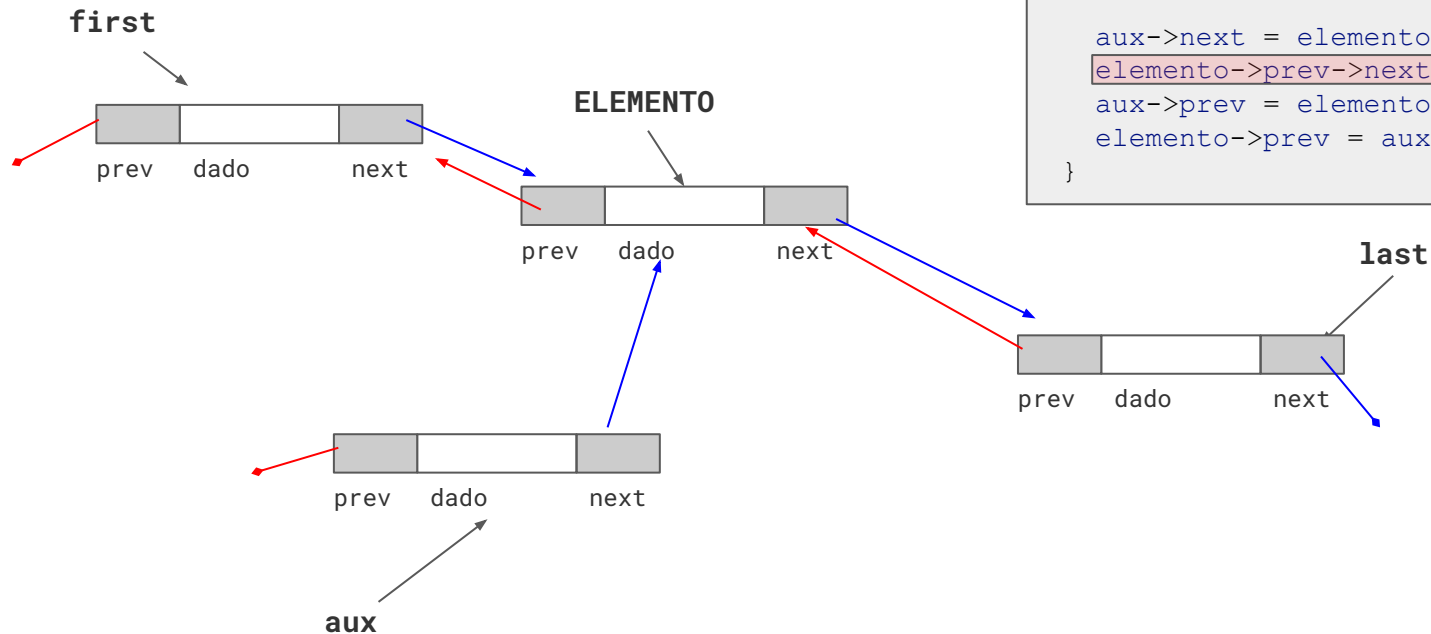 first
aux->next = elemento
elemento->prev->next
aux->prev = elemento
elemento->prev = aux
}
ELEMENTO
prev dado next
prev dado next
last
prev dado next
prev dado next
aux